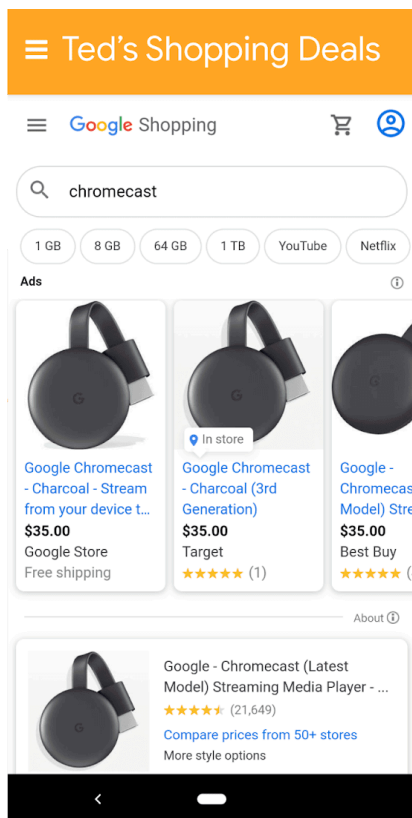 Ted's Shopping Deals
Google Shopping
chromecast
1 GB
8 GB
64 GB
1 TB
YouTube
Netflix
Ads
In store
Google Chromecast
- Charcoal - Stream
from your device t...
$35.00
Google Store
Free shipping
Google Chromecast
- Charcoal (3rd
Generation)
$35.00
Target
(1)
Google -
Chromecas
Model) Stre
$35.00
Best Buy
(
About
Google - Chromecast (Latest
Model) Streaming Media Player - ...
(21,649)
Compare prices from 50+ stores
More style options